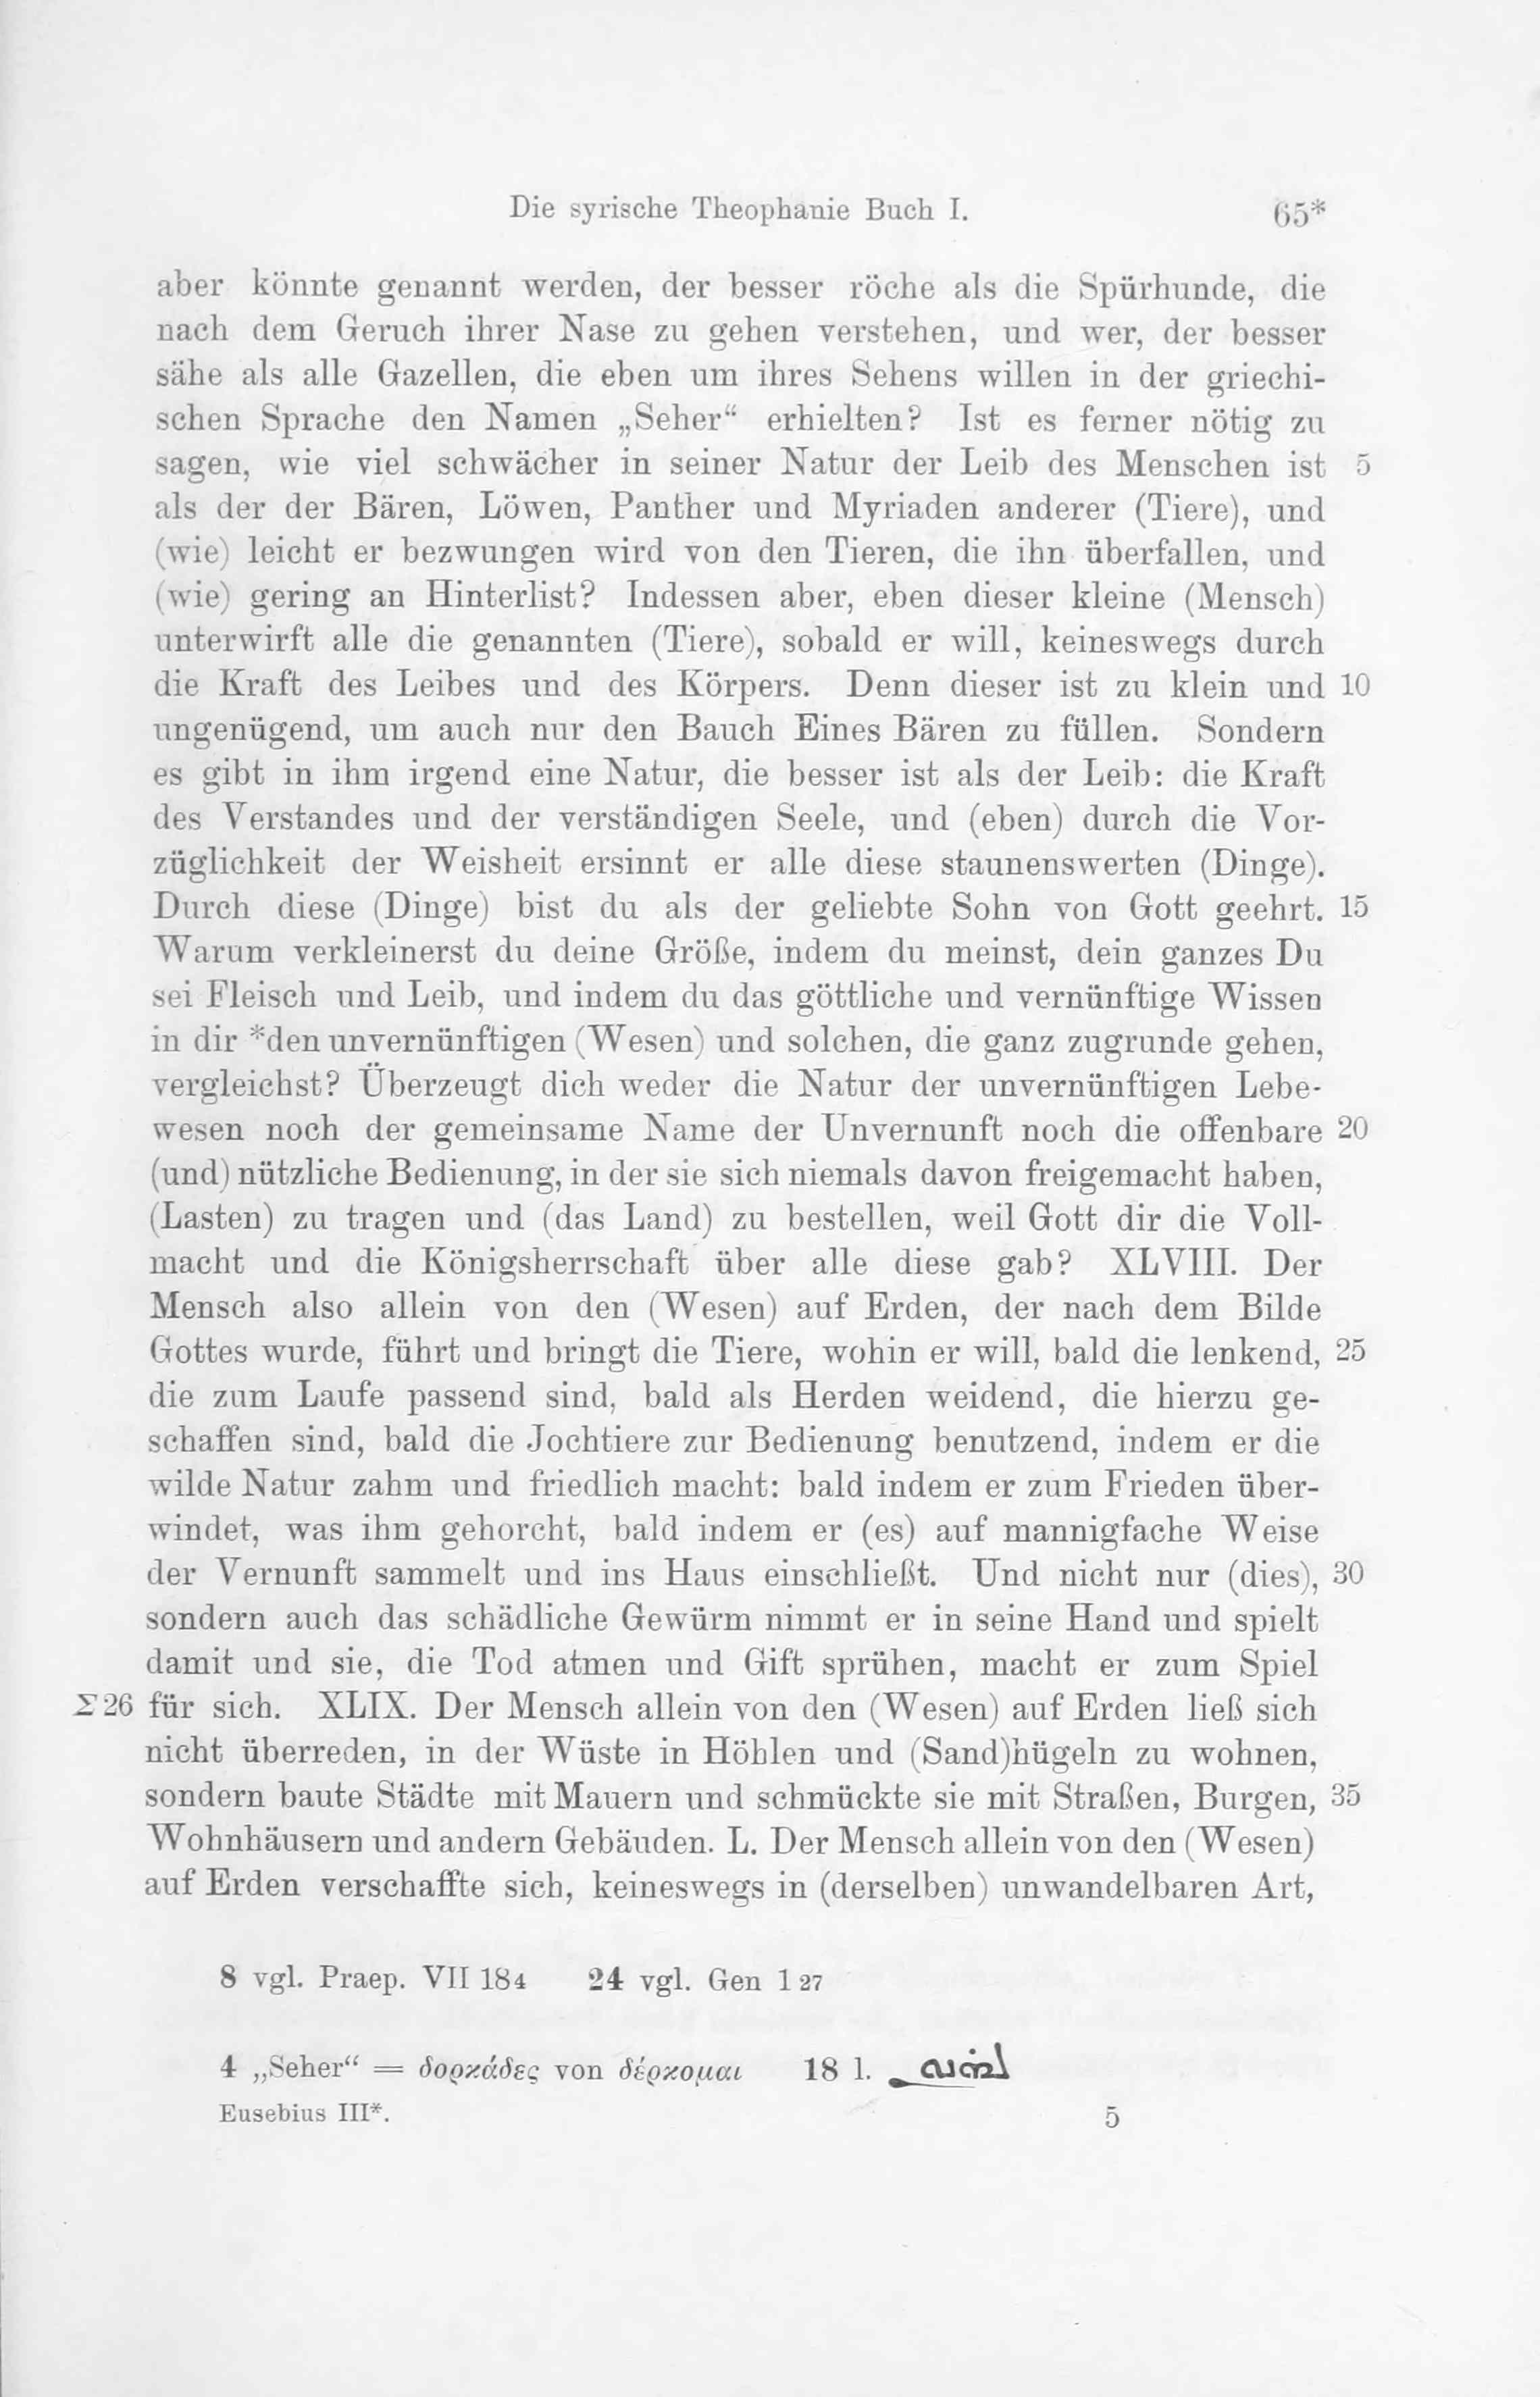 Die syrische Theophanie Buch I. 65*
aber könnte genannt werden, der besser röche als die Spürhunde, die
nach dem Geruch ihrer Nase zu gehen verstehen, und wer, der besser
sähe als alle Gazellen, die eben um ihres Sehens willen in der griechi-
schen Sprache den Namen „Seher“ erhielten? Ist es ferner nötig zu
sagen, wie viel schwächer in seiner Natur der Leib des Menschen ist 5
als der der Bären, Löwen, Panther und Myriaden anderer (Tiere), und
(wie) leicht er bezwungen wird von den Tieren, die ihn überfallen, und
(wie) gering an Hinterlist? Indessen aber, eben dieser kleine (Mensch)
unterwirft alle die genannten (Tiere), sobald er will, keineswegs durch
die Kraft des Leibes und des Körpers. Denn dieser ist zu klein und 10
ungenügend, um auch nur den Bauch Eines Bären zu füllen. Sondern
es gibt in ihm irgend eine Natur, die besser ist als der Leib: die Kraft
des Verstandes und der verständigen Seele, und (eben) durch die Vor-
züglichkeit der Weisheit ersinnt er alle diese staunenswerten (Dinge).
Durch diese (Dinge) bist du als der geliebte Sohn von Gott geehrt. 15
Warum verkleinerst du deine Größe, indem du meinst, dein ganzes Du
sei Fleisch und Leib, und indem du das göttliche und vernünftige Wissen
in dir *den unvernünftigen (Wesen) und solchen, die ganz zugrunde gehen,
vergleichst? Überzeugt dich weder die Natur der unvernünftigen Lebe-
wesen noch der gemeinsame Name der Unvernunft noch die offenbare 20
(und) nützliche Bedienung, in der sie sich niemals davon freigemacht haben,
(Lasten) zu tragen und (das Land) zu bestellen, weil Gott dir die Voll-
macht und die Königsherrschaft über alle diese gab? XLVIII. Der
Mensch also allein von den (Wesen) auf Erden, der nach dem Bilde
Gottes wurde, führt und bringt die Tiere, wohin er will, bald die lenkend, 25
die zum Laufe passend sind, bald als Herden weidend, die hierzu ge-
schaffen sind, bald die Jochtiere zur Bedienung benutzend, indem er die
wilde Natur zahm und friedlich macht: bald indem er zum Frieden über-
windet, was ihm gehorcht, bald indem er (es) auf mannigfache Weise
der Vernunft sammelt und ins Haus einschließt. Und nicht nur (dies), 30
sondern auch das schädliche Gewürm nimmt er in seine Hand und spielt
damit und sie, die Tod atmen und Gift sprühen, macht er zum Spiel
Σ 26 für sich. XLIX. Der Mensch allein von den (Wesen) auf Erden ließ sich
nicht überreden, in der Wüste in Höhlen und (Sand)hügeln zu wohnen,
sondern baute Städte mit Mauern und schmückte sie mit Straßen, Burgen, 35
Wohnhäusern und andern Gebäuden. L. Der Mensch allein von den (Wesen)
auf Erden verschaffte sich, keineswegs in (derselben) unwandelbaren Art,
8 vgl. Praep. VII 184 24 vgl. Gen 1 27
4 „Seher“ = δορκάδες von δέρκομαι 18 l.
Eusebius III*. 5